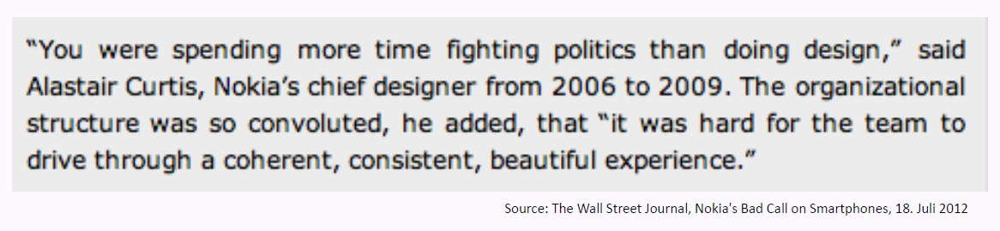 “You were spending more time fighting politics than doing design,” said
Alastair Curtis, Nokia’s chief designer from 2006 to 2009. The organizational
structure was so convoluted, he added, that “it was hard for the team to
drive through a coherent, consistent, beautiful experience.”
Source: The Wall Street Journal, Nokia's Bad Call on Smartphones, 18. Juli 2012